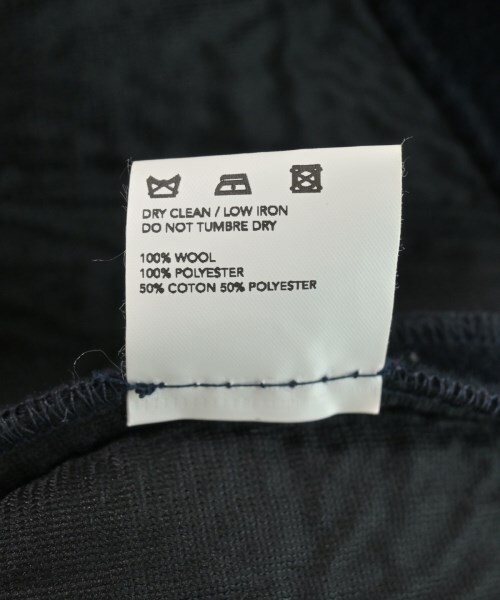 DRY CLEAN / LOW IRON
DO NOT TUMBRE DRY
100% WOOL
100% POLYESTER
50% COTON 50% POLYESTER